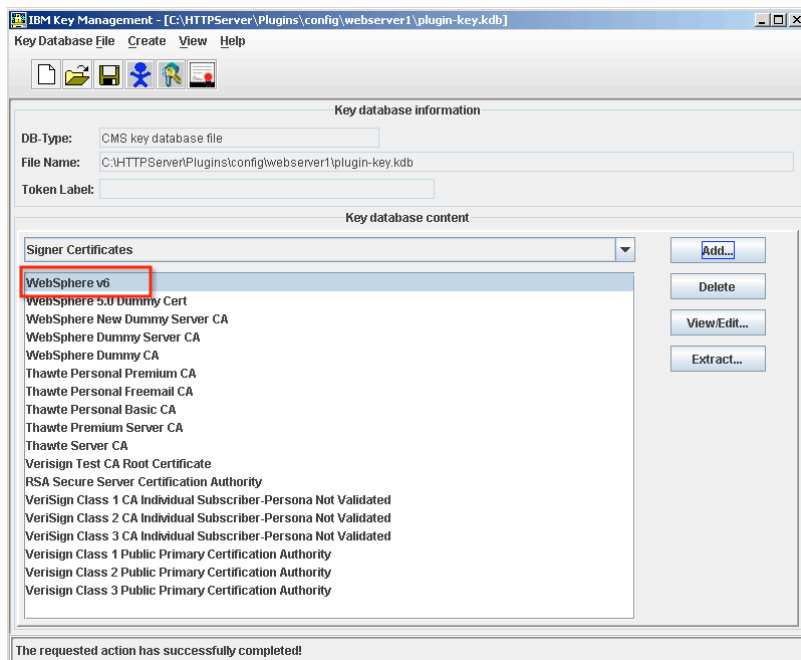 IBM Key Management - [C:\HTTPServer\Plugins\config\webserver1\plugin-key.kdb]
Key Database File Create View Help
Key database information
DB-Type: CMS key database file
File Name: C:\HTTPServer\Plugins\config\webserver1\plugin-key.kdb
Token Label:
Key database content
Signer Certificates
Add...
WebSphere v6
Delete
WebSphere 5.0 Dummy Cert
WebSphere New Dummy Server CA
View/Edit...
WebSphere Dummy Server CA
WebSphere Dummy CA
Extract...
Thawte Personal Premium CA
Thawte Personal Freemail CA
Thawte Personal Basic CA
Thawte Premium Server CA
Thawte Server CA
Verisign Test CA Root Certificate
RSA Secure Server Certification Authority
VeriSign Class 1 CA Individual Subscriber-Persona Not Validated
VeriSign Class 2 CA Individual Subscriber-Persona Not Validated
VeriSign Class 3 CA Individual Subscriber-Persona Not Validated
Verisign Class 1 Public Primary Certification Authority
Verisign Class 2 Public Primary Certification Authority
Verisign Class 3 Public Primary Certification Authority
The requested action has successfully completed!